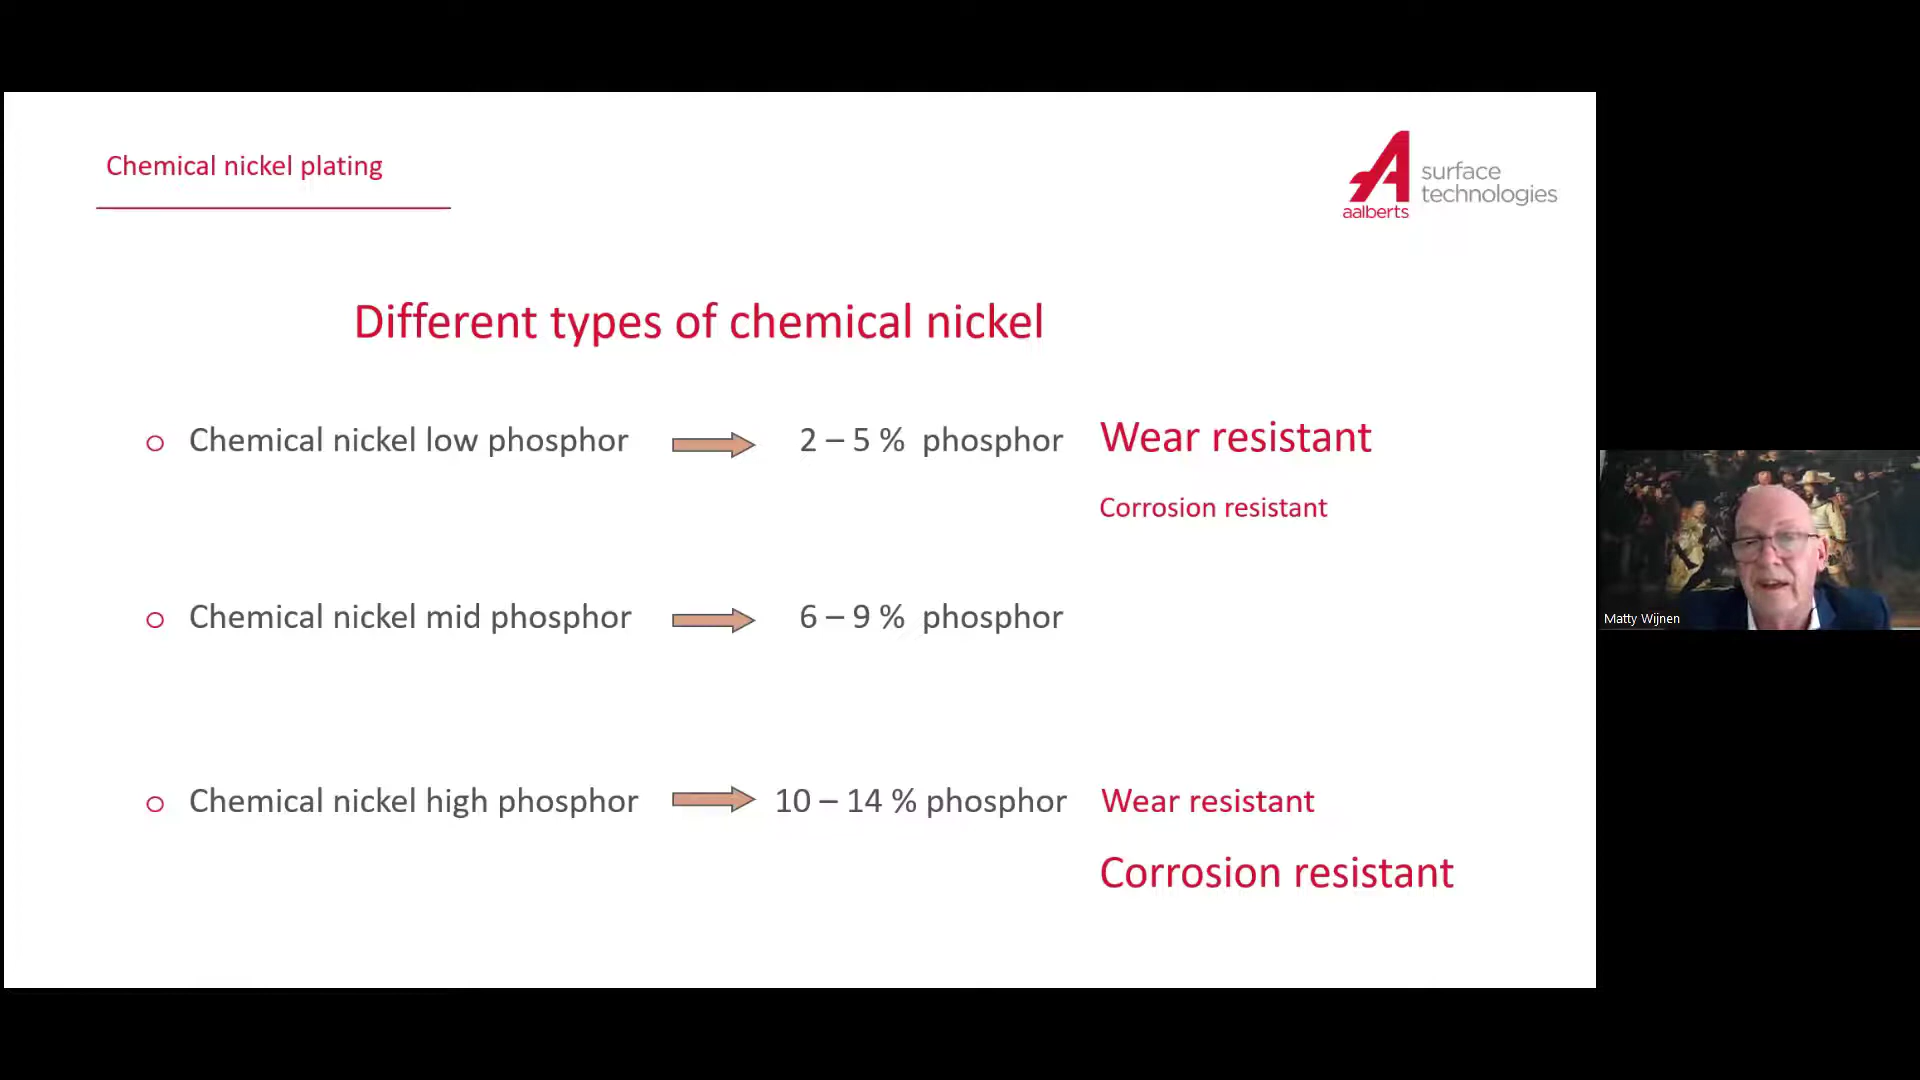 Chemical nickel plating
surface
technologies
aalberts
Different types of chemical nickel
o Chemical nickel low phosphor 2 – 5 % phosphor Wear resistant
Corrosion resistant
o Chemical nickel mid phosphor 6 – 9 % phosphor
Matty Wijnen
o Chemical nickel high phosphor 10 – 14 % phosphor Wear resistant
Corrosion resistant